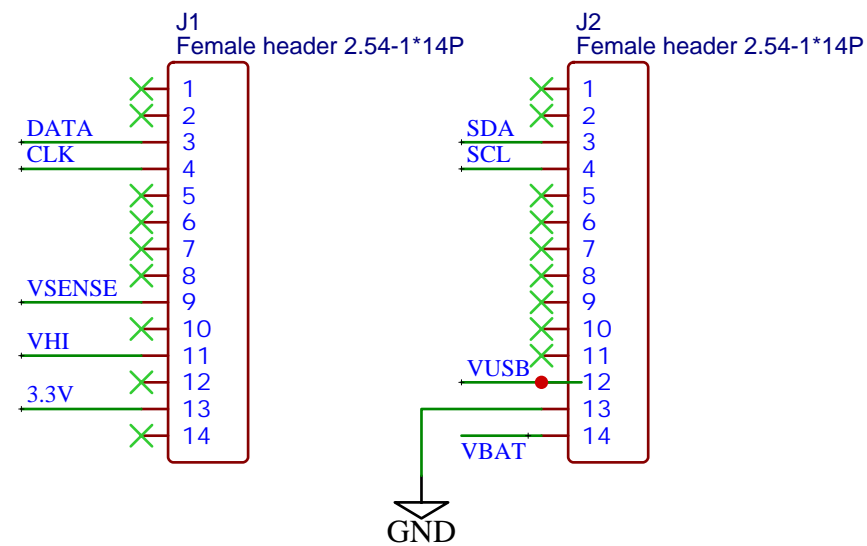 J1
Female header 2.54-1*14P
1
2
DATA
3
CLK
4
5
6
7
8
VSENSE
9
10
VHI
11
12
3.3V
13
14
J2
Female header 2.54-1*14P
1
2
SDA
3
SCL
4
5
6
7
8
9
10
11
VUSB
12
13
14
VBAT
GND